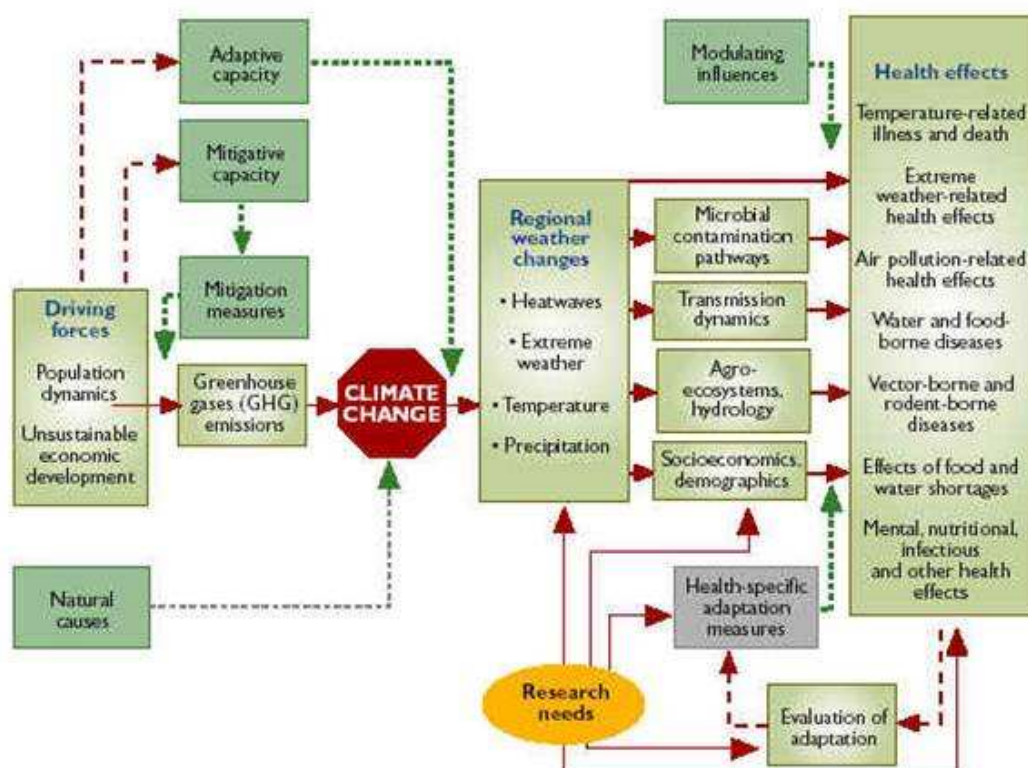 Adaptive
capacity
Mitigative
capacity
Mitigation
measures
Driving
forces
Population
dynamics
Unsustainable
economic
development
Greenhouse
gases (GHG)
emissions
CLIMATE
CHANGE
Natural
causes
Regional
weather
changes
• Heatwaves
• Extreme
weather
• Temperature
• Precipitation
Modulating
influences
Microbial
contamination
pathways
Transmission
dynamics
Agro-
ecosystems,
hydrology
Socioeconomics,
demographics
Health-specific
adaptation
measures
Research
needs
Evaluation of
adaptation
Health effects
Temperature-related
illness and death
Extreme
weather-related
health effects
Air pollution-related
health effects
Water and food-
borne diseases
Vector-borne and
rodent-borne
diseases
Effects of food and
water shortages
Mental, nutritional,
infectious
and other health
effects